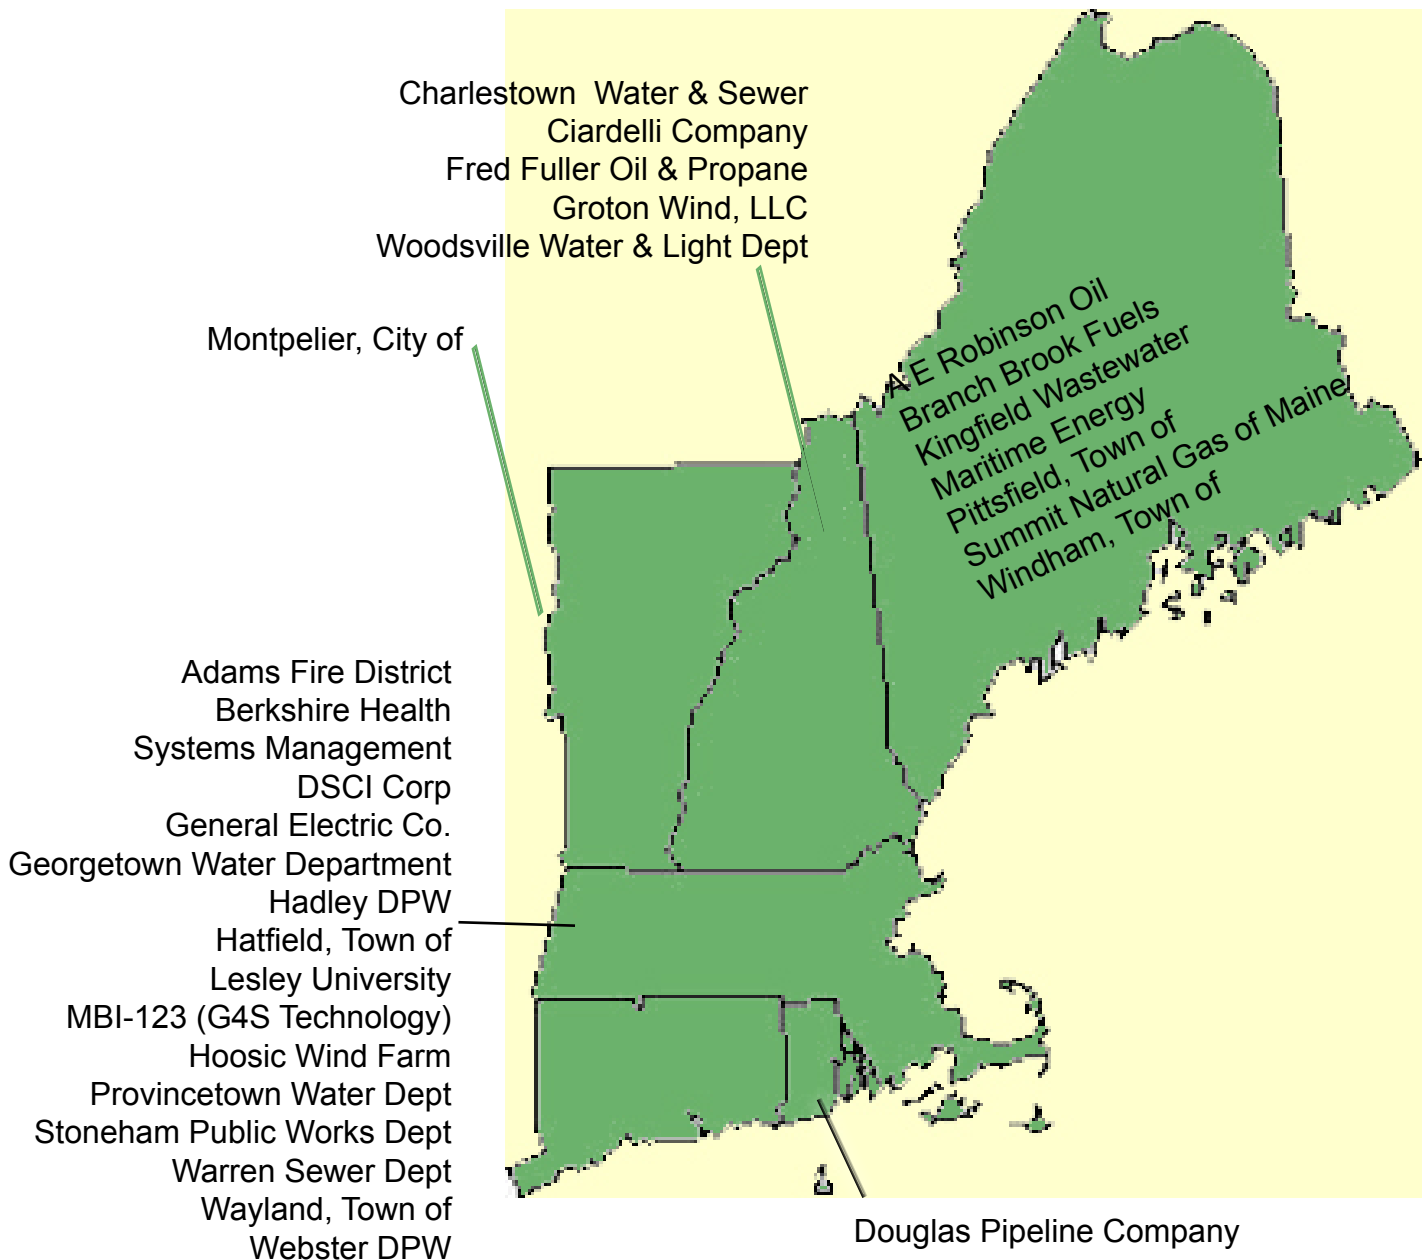 Charlestown  Water & Sewer
Ciardelli Company
Fred Fuller Oil & Propane
Groton Wind, LLC
Woodsville Water & Light Dept
Montpelier, City of
A E Robinson Oil
Branch Brook Fuels
Kingfield Wastewater
Maritime Energy
Pittsfield, Town of
Summit Natural Gas of Maine
Windham, Town of
Adams Fire District
Berkshire Health
Systems Management
DSCI Corp
General Electric Co.
Georgetown Water Department
Hadley DPW
Hatfield, Town of
Lesley University
MBI-123 (G4S Technology)
Hoosic Wind Farm
Provincetown Water Dept
Stoneham Public Works Dept
Warren Sewer Dept
Wayland, Town of
Webster DPW
Douglas Pipeline Company